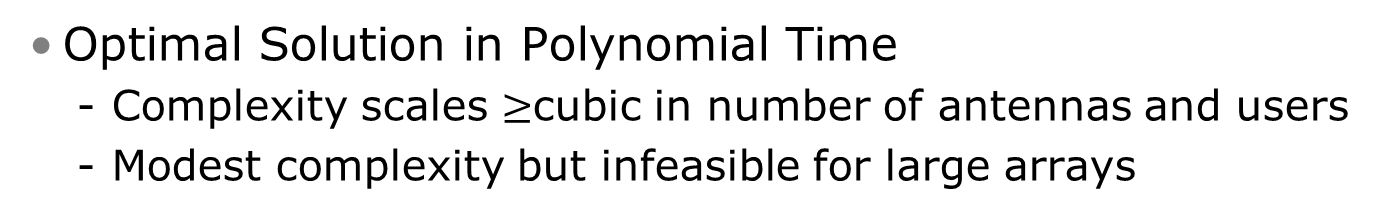 • Optimal Solution in Polynomial Time
- Complexity scales ≥cubic in number of antennas and users
- Modest complexity but infeasible for large arrays